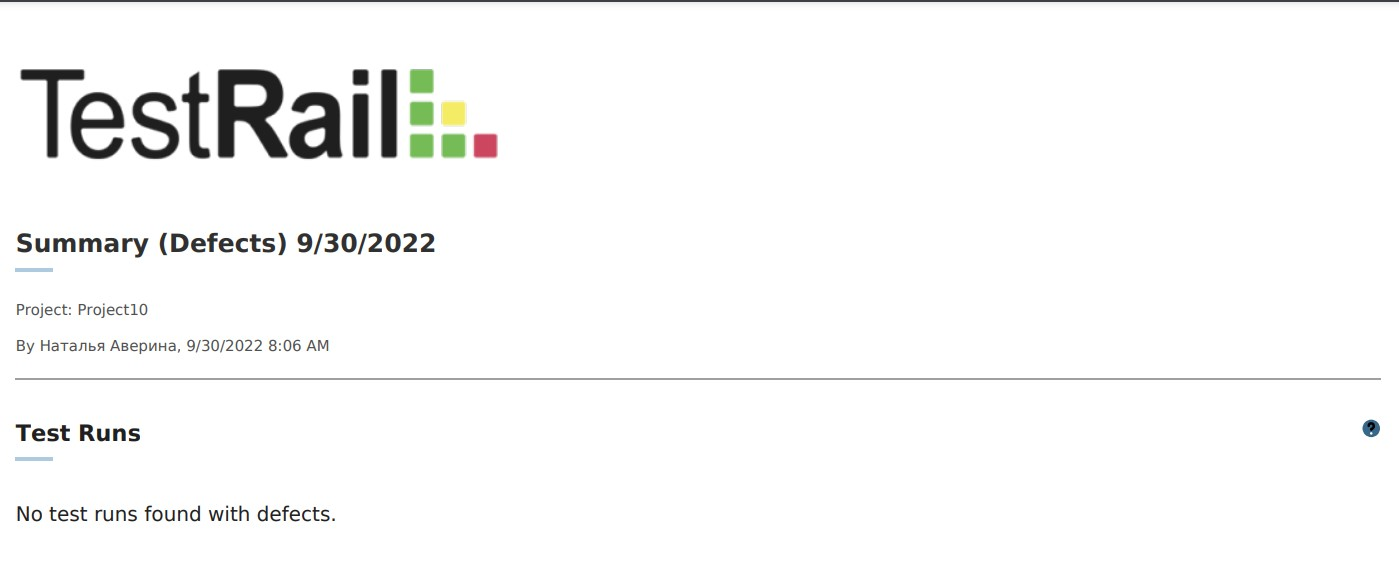 TestRail
Summary (Defects) 9/30/2022
Project: Project10
By Наталья Аверина, 9/30/2022 8:06 AM
Test Runs
?
No test runs found with defects.